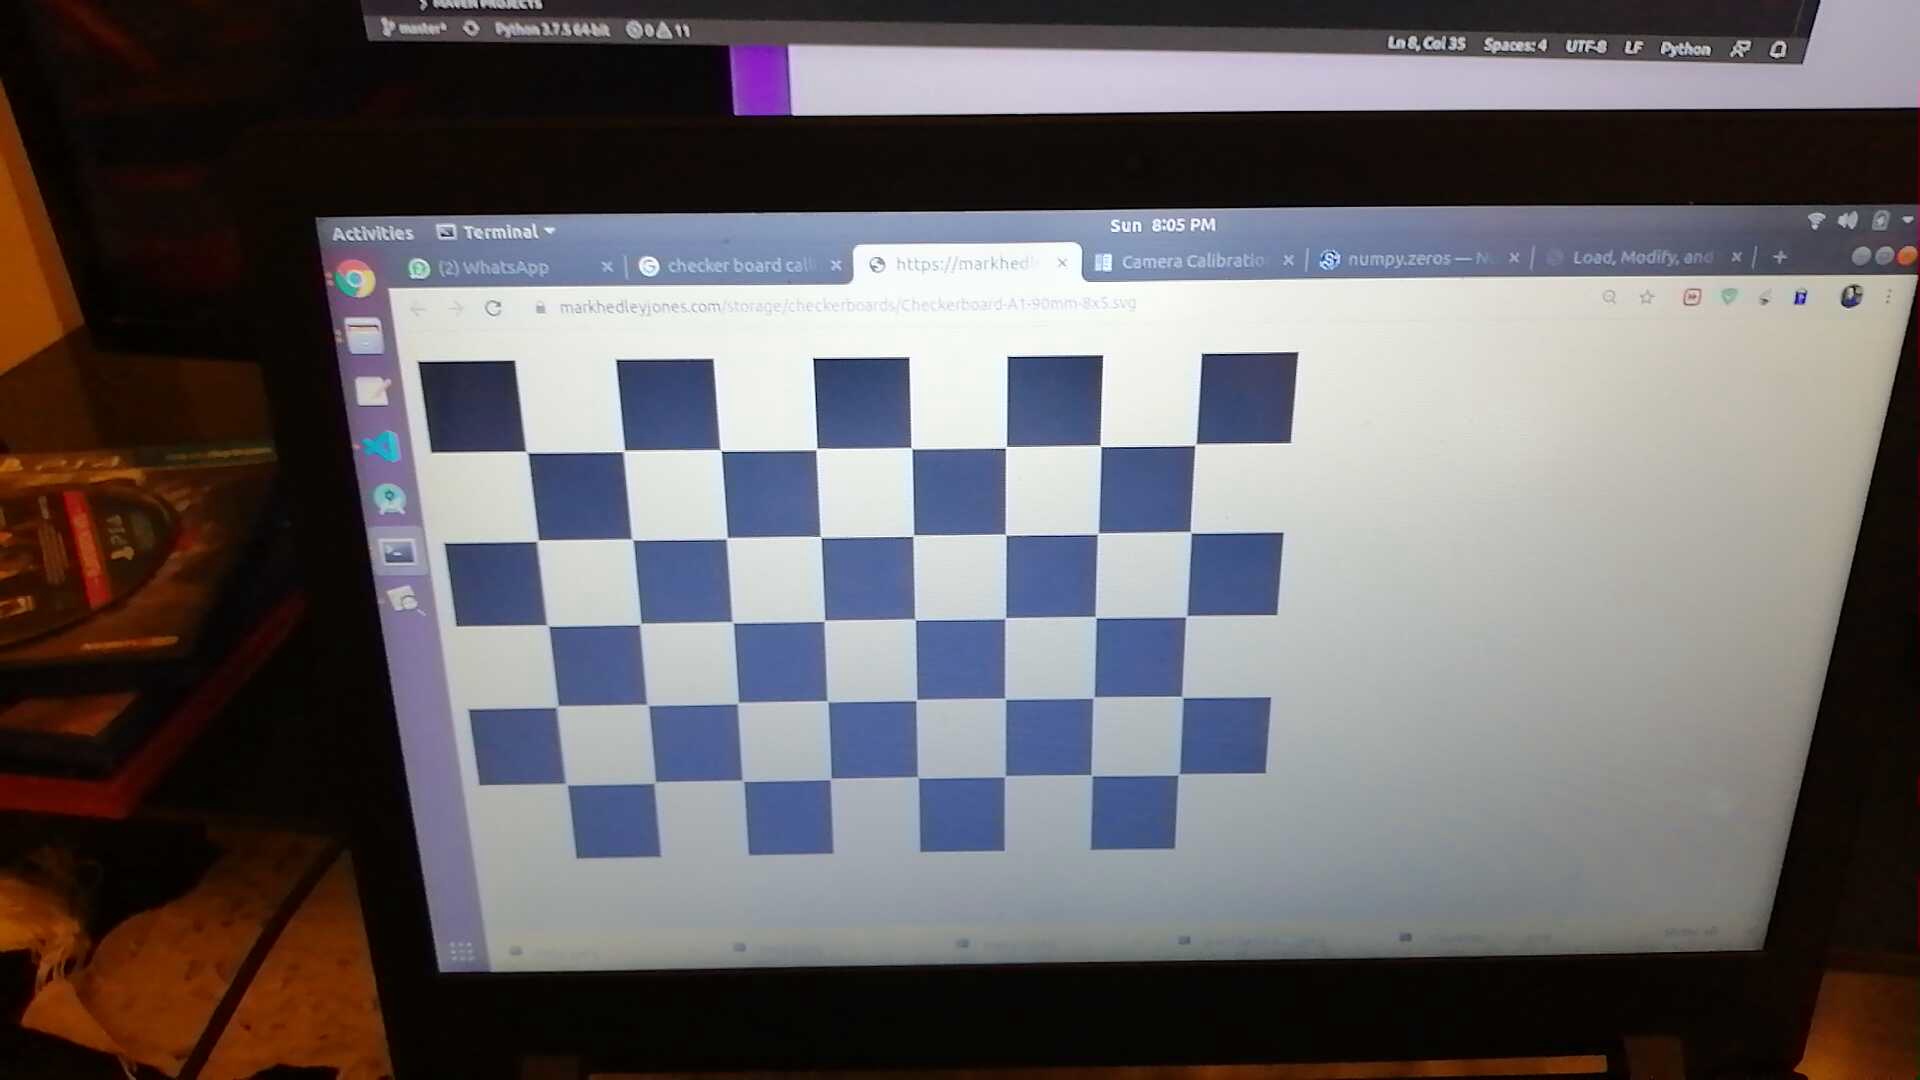 MAVEN PROJECTS
master* Python 3.7.5 64-bit 0 11 Ln 8, Col 35 Spaces: 4 UTF-8 LF Python
Activities Terminal Sun 8:05 PM
(2) WhatsApp checker board cali https://markhedl Camera Calibratio numpy.zeros — N Load, Modify, and
markhedleyjones.com/storage/checkerboards/Checkerboard-A1-90mm-8x5.svg